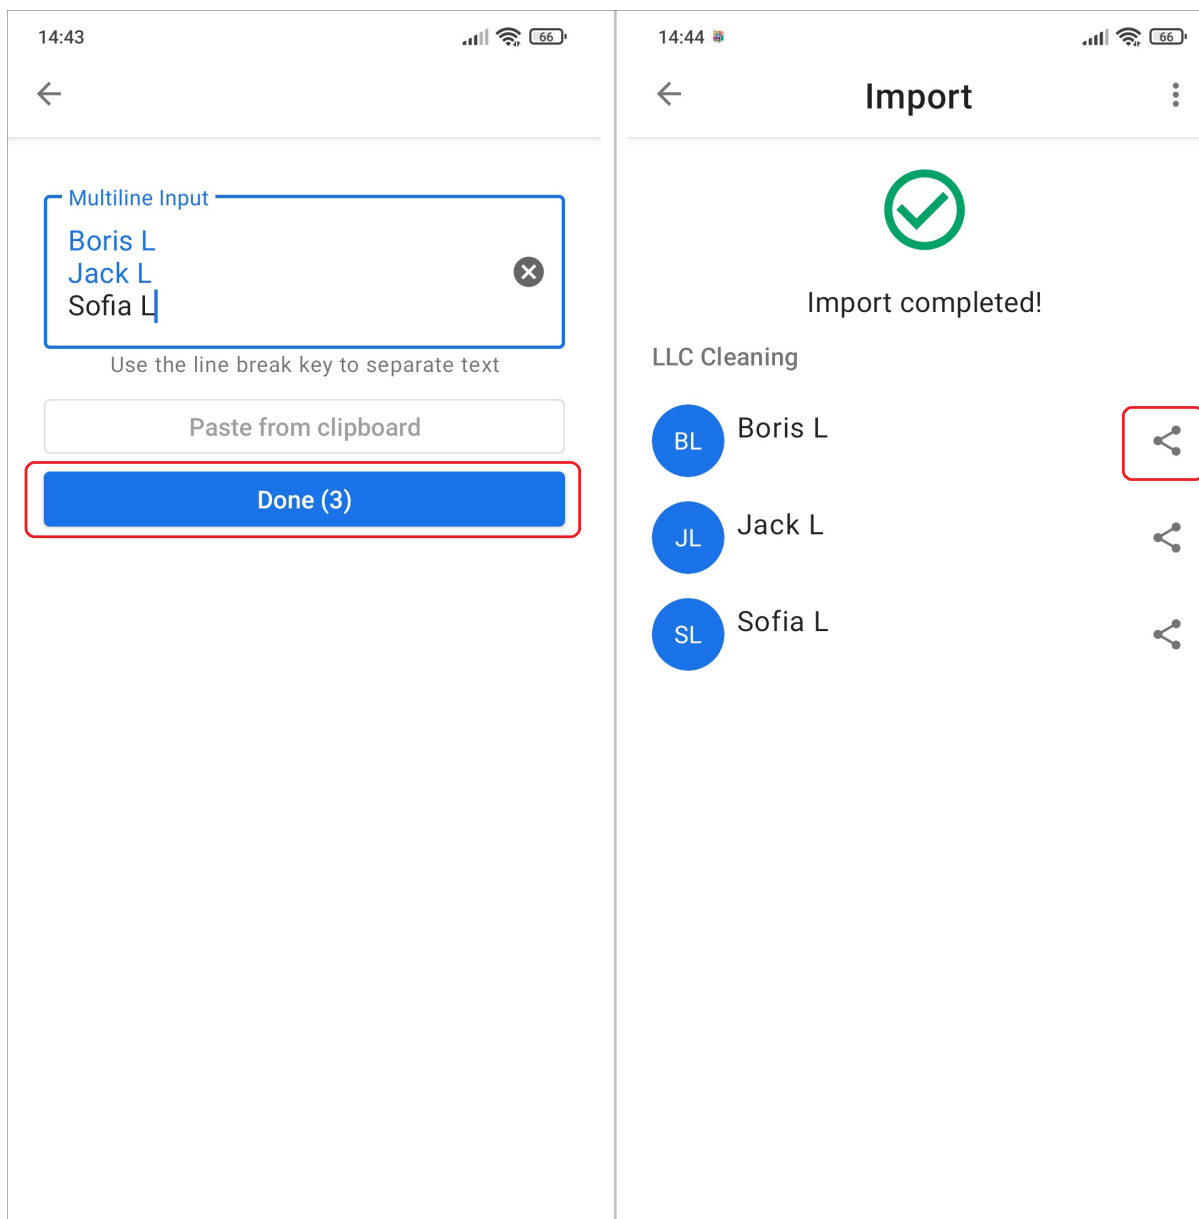 14:43
66
Multiline Input
Boris L
Jack L
Sofia L
Use the line break key to separate text
Paste from clipboard
Done (3)
14:44
66
Import
Import completed!
LLC Cleaning
BL
Boris L
JL
Jack L
SL
Sofia L